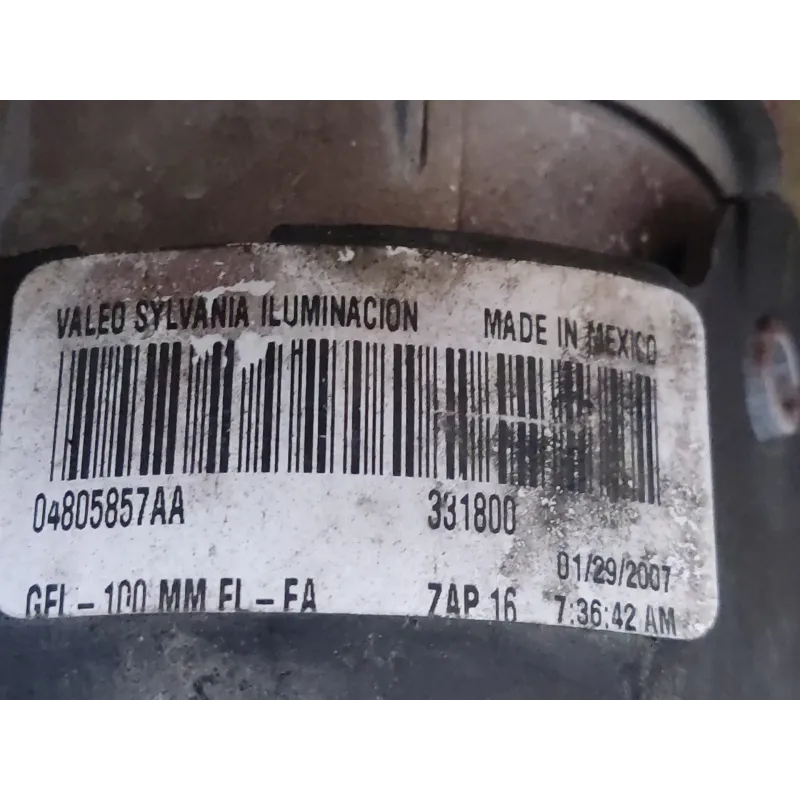 VALEO SYLVANIA ILUMINACION MADE IN MEXICO
04805857AA 331800
01/29/2007
GFL - 100 MM FL - FA ZAP 16 7:36:42 AM